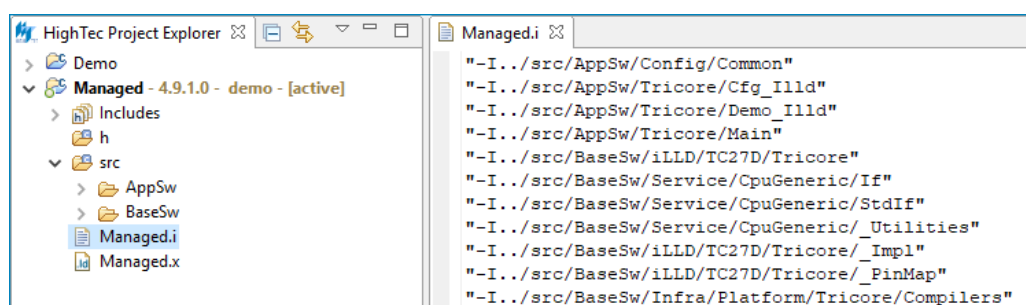 HighTec Project Explorer
Demo
Managed - 4.9.1.0 - demo - [active]
Includes
h
src
AppSw
BaseSw
Managed.i
Managed.x
Managed.i
"-I../src/AppSw/Config/Common"
"-I../src/AppSw/Tricore/Cfg_Illd"
"-I../src/AppSw/Tricore/Demo_Illd"
"-I../src/AppSw/Tricore/Main"
"-I../src/BaseSw/iLLD/TC27D/Tricore"
"-I../src/BaseSw/Service/CpuGeneric/If"
"-I../src/BaseSw/Service/CpuGeneric/StdIf"
"-I../src/BaseSw/Service/CpuGeneric/_Utilities"
"-I../src/BaseSw/iLLD/TC27D/Tricore/_Impl"
"-I../src/BaseSw/iLLD/TC27D/Tricore/_PinMap"
"-I../src/BaseSw/Infra/Platform/Tricore/Compilers"